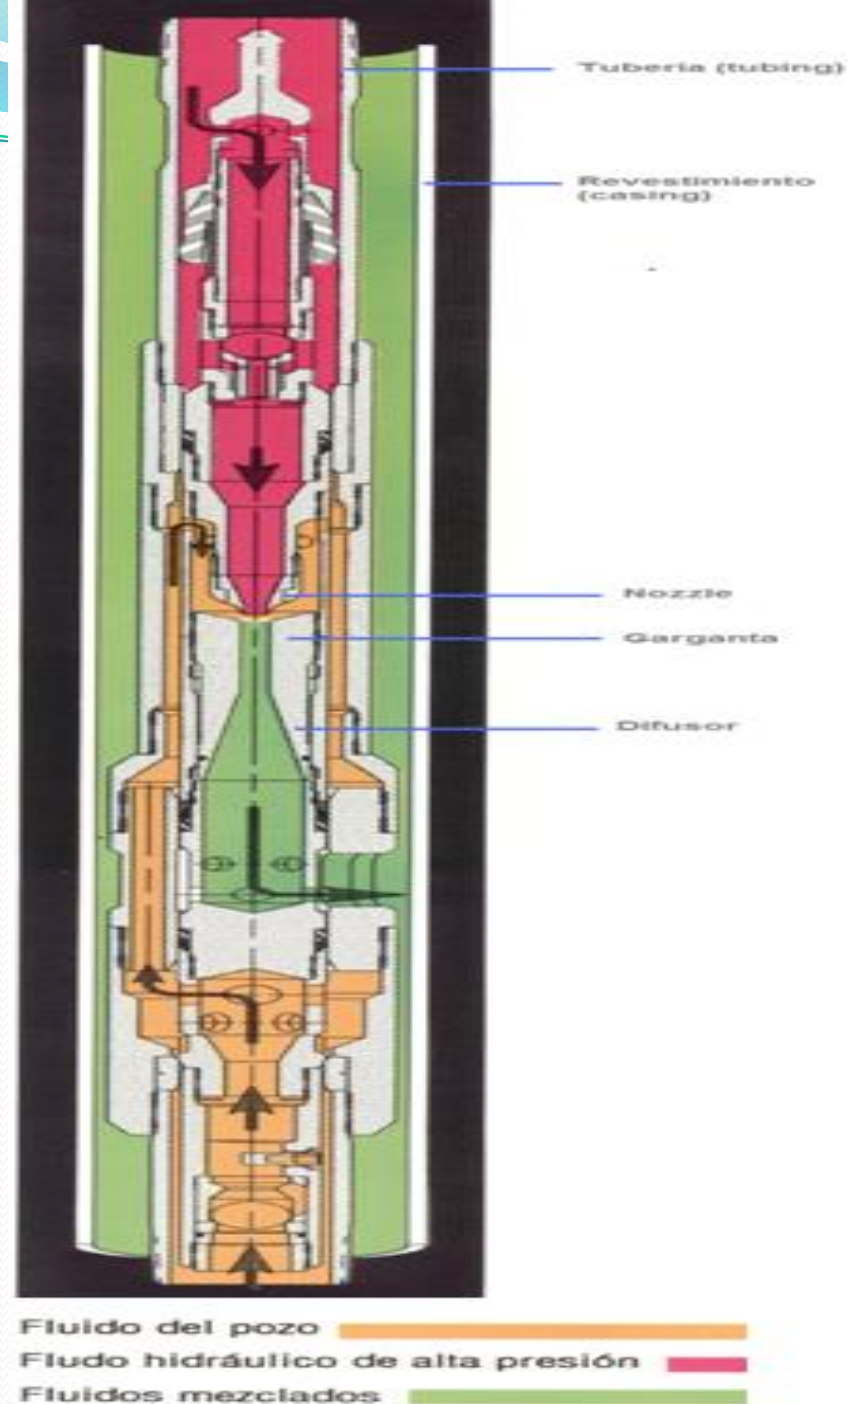 Tuberia (tubing)
Revestimiento
(casing)
Nozzle
Garganta
Difusor
Fluido del pozo
Fludo hidráulico de alta presión
Fluidos mezclados